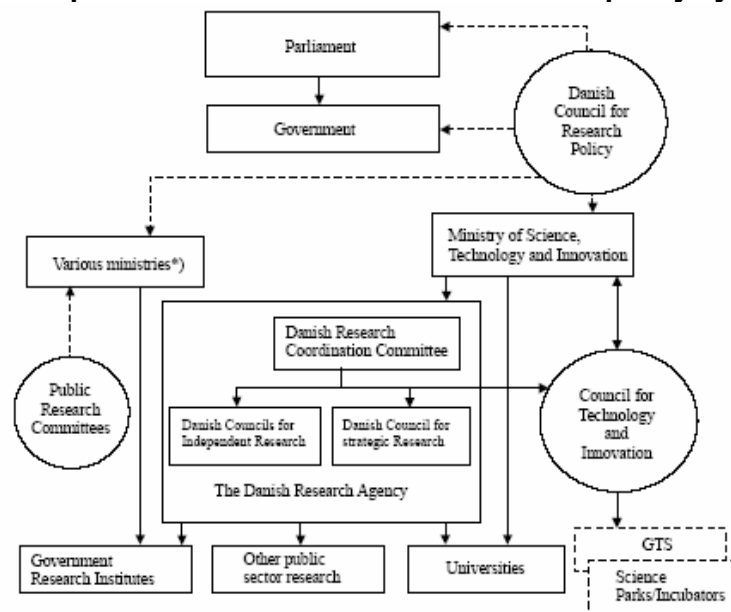 Parliament
Danish
Council for
Research
Policy
Government
Ministry of Science,
Technology and Innovation
Various ministries*)
Danish Research
Coordination Committee
Public
Research
Committees
Council for
Technology
and
Innovation
Danish Councils for
Independent Research
Danish Council for
strategic Research
The Danish Research Agency
Government
Research Institutes
Other public
sector research
Universities
GTS
Science
Parks/Incubators